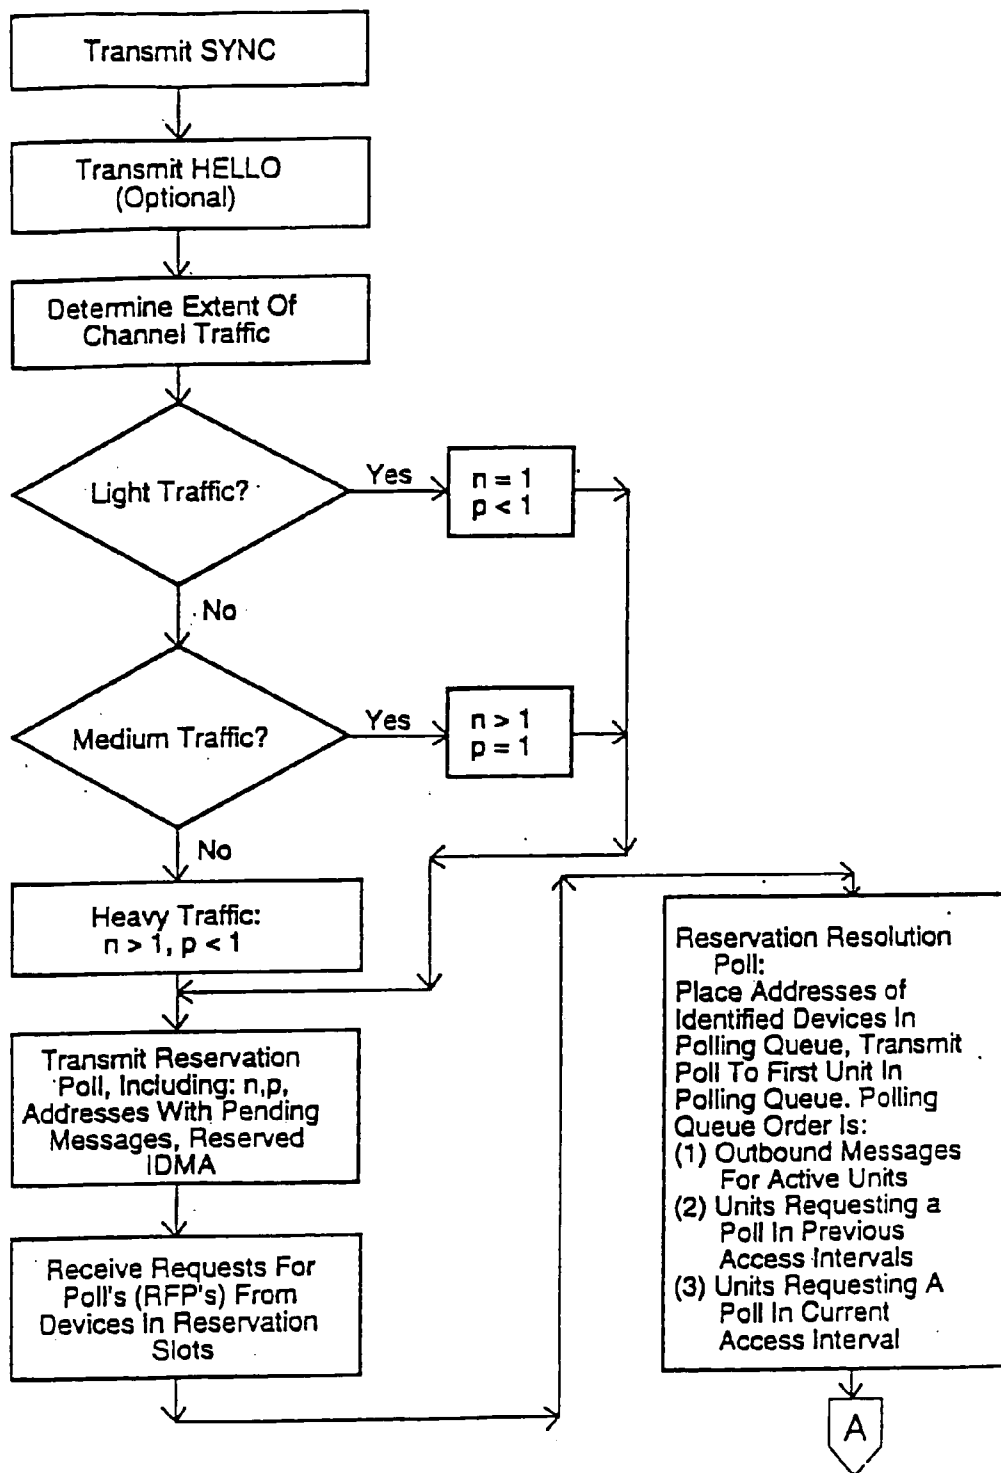 Transmit SYNC
Transmit HELLO
(Optional)
Determine Extent Of
Channel Traffic
Light Traffic?
Yes
n = 1
p < 1
No
Medium Traffic?
Yes
n > 1
p = 1
No
Heavy Traffic:
n > 1, p < 1
Transmit Reservation
Poll, Including: n,p,
Addresses With Pending
Messages, Reserved
IDMA
Receive Requests For
Poll's (RFP's) From
Devices In Reservation
Slots
Reservation Resolution
Poll:
Place Addresses of
Identified Devices In
Polling Queue, Transmit
Poll To First Unit In
Polling Queue. Polling
Queue Order Is:
(1) Outbound Messages
For Active Units
(2) Units Requesting a
Poll In Previous
Access Intervals
(3) Units Requesting A
Poll In Current
Access Interval
A